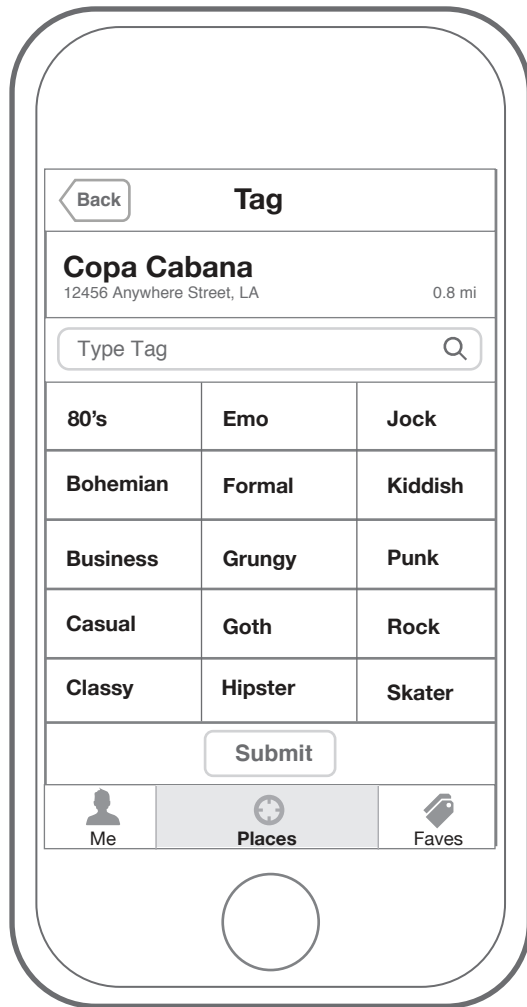 Back Tag
Copa Cabana
12456 Anywhere Street, LA 0.8 mi
Type Tag
80's Emo Jock
Bohemian Formal Kiddish
Business Grungy Punk
Casual Goth Rock
Classy Hipster Skater
Submit
Me Places Faves